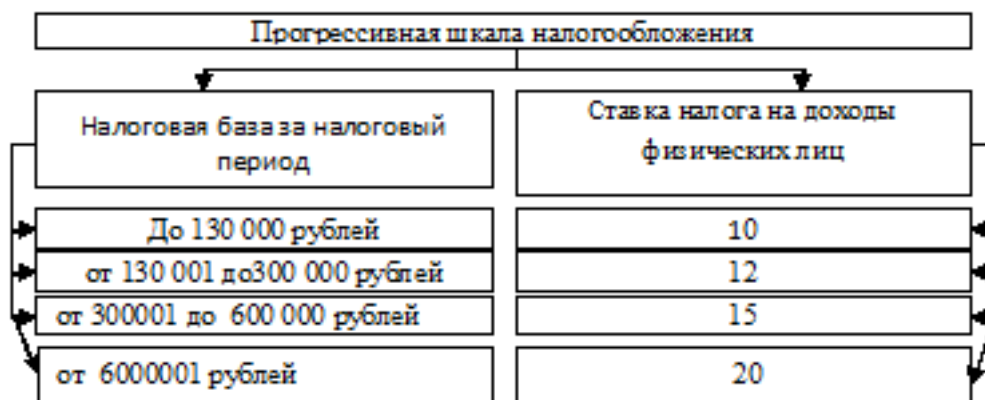 Прогрессивная шкала налогообложения
Налоговая база за налоговый
период
Ставка налога на доходы
физических лиц
До 130 000 рублей
10
от 130 001 до300 000 рублей
12
от 300001 до 600 000 рублей
15
от 6000001 рублей
20